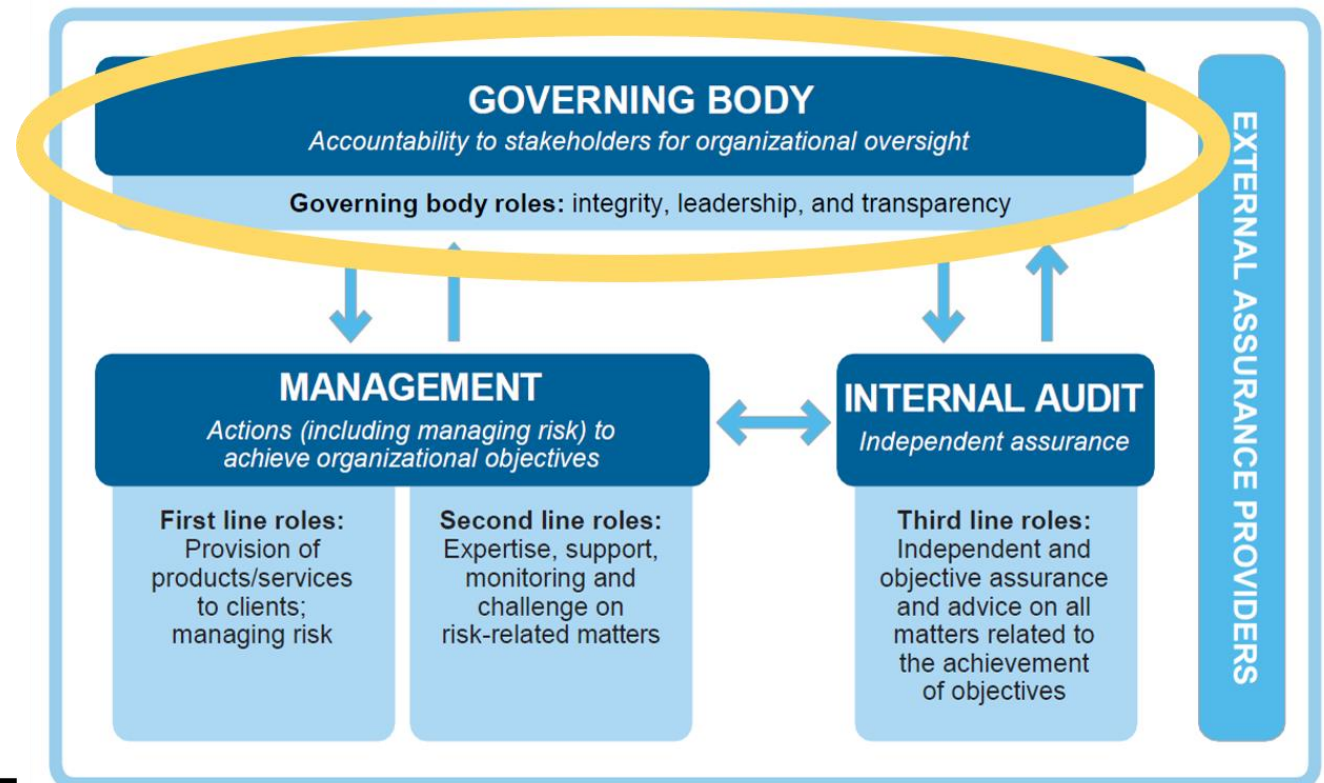 GOVERNING BODY
Accountability to stakeholders for organizational oversight
Governing body roles: integrity, leadership, and transparency
MANAGEMENT
Actions (including managing risk) to
achieve organizational objectives
First line roles:
Provision of
products/services
to clients;
managing risk
Second line roles:
Expertise, support,
monitoring and
challenge on
risk-related matters
INTERNAL AUDIT
Independent assurance
Third line roles:
Independent and
objective assurance
and advice on all
matters related to
the achievement
of objectives
EXTERNAL ASSURANCE PROVIDERS